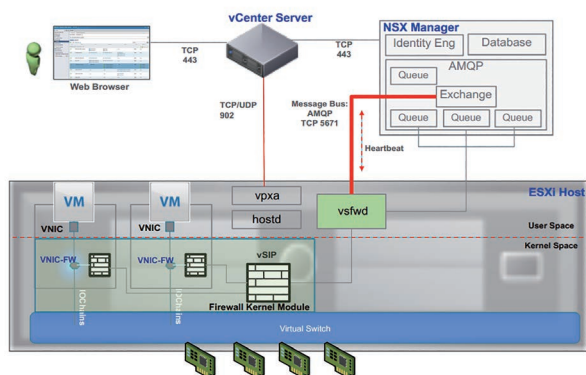 vCenter Server
NSX Manager
Identity Eng
Database
TCP
443
TCP
443
AMQP
Queue
Exchange
Queue
Queue
Queue
Web Browser
TCP/UDP
902
Message Bus:
AMQP
TCP 5671
Heartbeat
ESXi Host
VM
VM
vpxa
hostd
vsfwd
VNIC
VNIC
User Space
Kernel Space
VNIC-FW
VNIC-FW
vSIP
IOChains
IOChains
Firewall Kernel Module
Virtual Switch